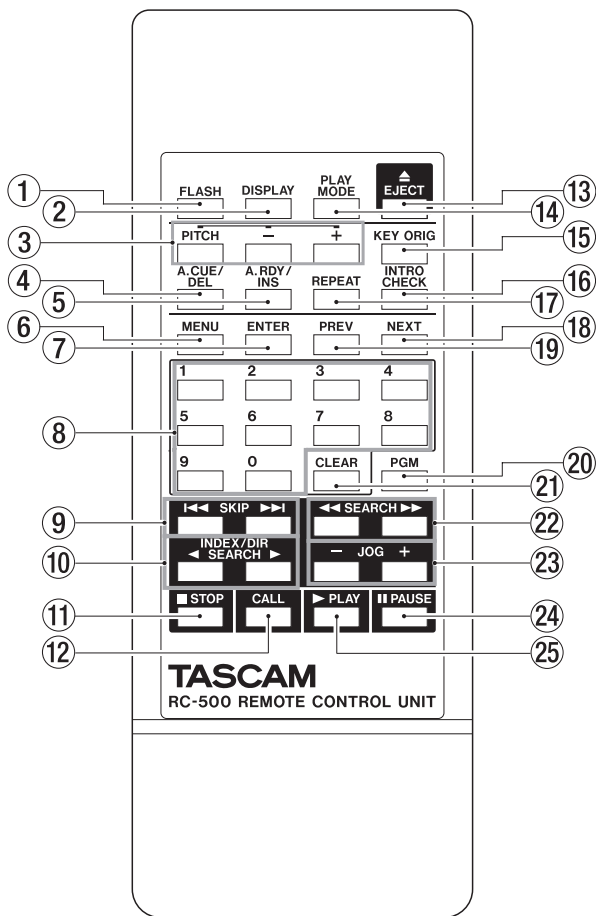 FLASH DISPLAY PLAY MODE EJECT
1 2 13 14
PITCH − + KEY ORIG
3 15
A.CUE/ DEL A.RDY/ INS REPEAT INTRO CHECK
4 5 16 17
MENU ENTER PREV NEXT
6 7 18 19
1 2 3 4
5 6 7 8
8
9 0 CLEAR PGM
20 21
SKIP SEARCH
9 22
INDEX/DIR SEARCH − JOG +
10 23
STOP CALL PLAY PAUSE
11 12 24 25
TASCAM
RC-500 REMOTE CONTROL UNIT